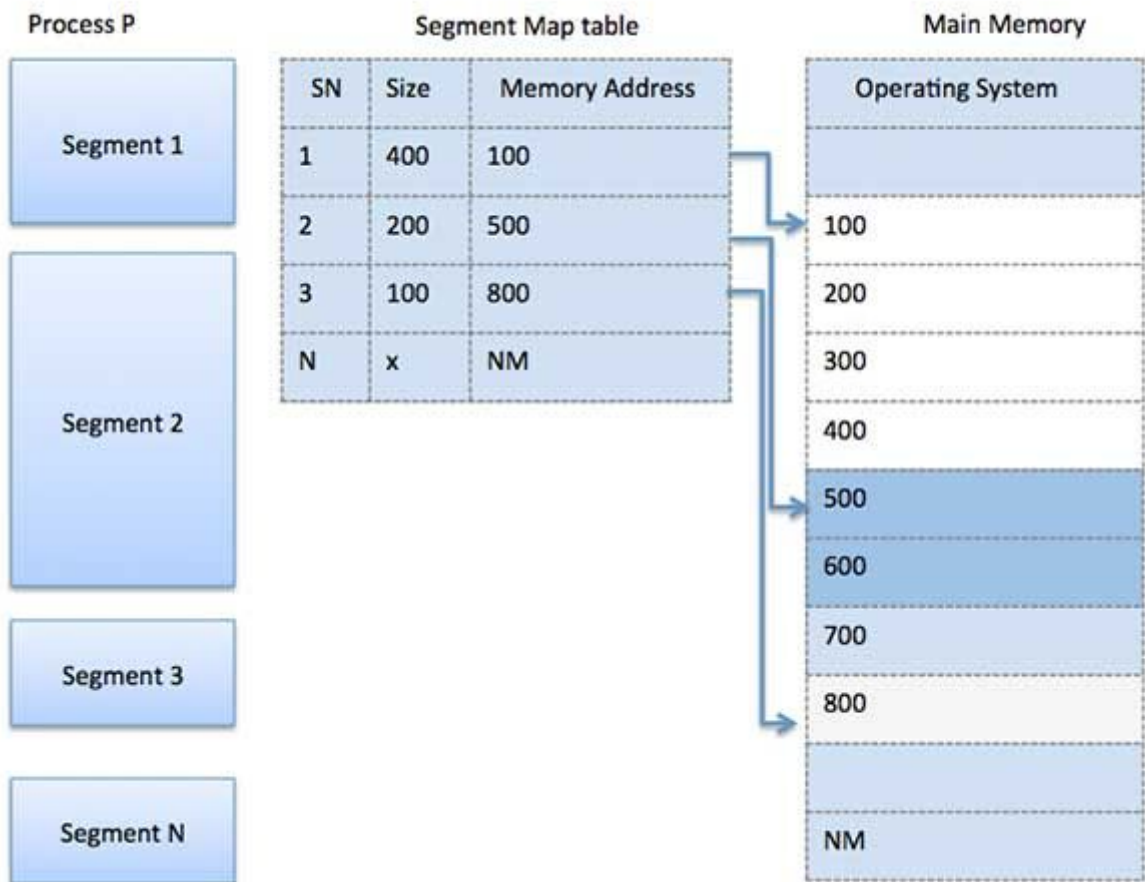 Process P
Segment 1
Segment 2
Segment 3
Segment N
Segment Map table
SN Size Memory Address
1 400 100
2 200 500
3 100 800
N x NM
Main Memory
Operating System
100
200
300
400
500
600
700
800
NM